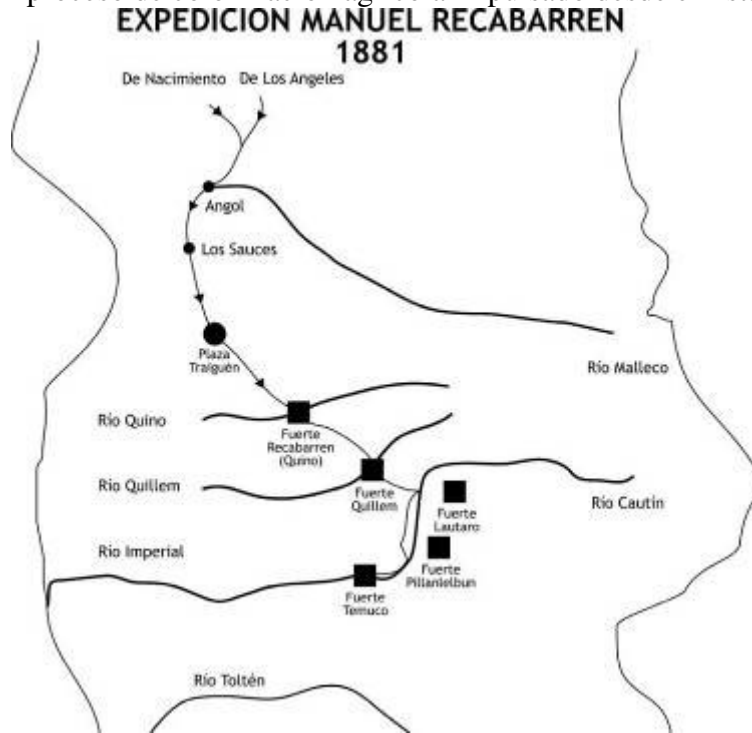 EXPEDICION MANUEL RECABARREN
1881
De Nacimiento
De Los Angeles
Angol
Los Sauces
Plaza
Traiguén
Río Malleco
Río Quino
Fuerte
Recabarren
(Quino)
Río Quillem
Fuerte
Quillem
Fuerte
Lautaro
Río Cautín
Río Imperial
Fuerte
Pillanlelbun
Fuerte
Temuco
Río Toltén